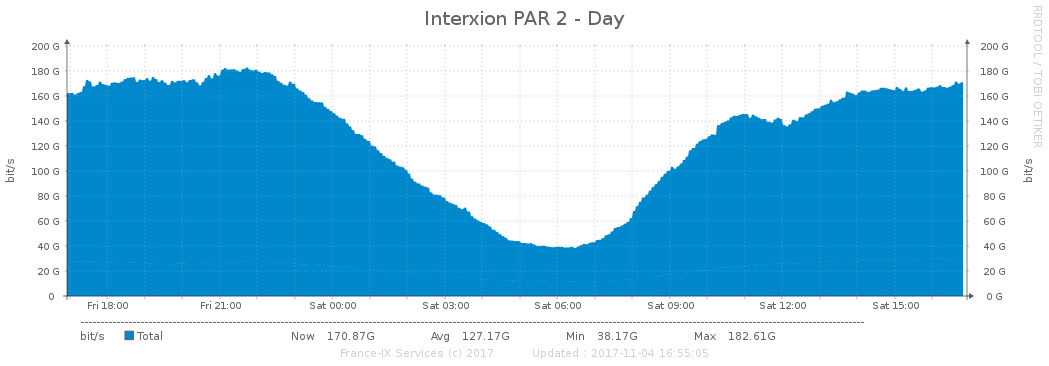 Interxion PAR 2 - Day
RRDTOOL / TOBI OETIKER
bit/s
200 G 200 G
180 G 180 G
160 G 160 G
140 G 140 G
120 G 120 G
100 G 100 G
80 G 80 G
60 G 60 G
40 G 40 G
20 G 20 G
0 0 G
bit/s
Fri 18:00 Fri 21:00 Sat 00:00 Sat 03:00 Sat 06:00 Sat 09:00 Sat 12:00 Sat 15:00
bit/s Total Now 170.87G Avg 127.17G Min 38.17G Max 182.61G
France-IX Services (c) 2017 Updated : 2017-11-04 16:55:05